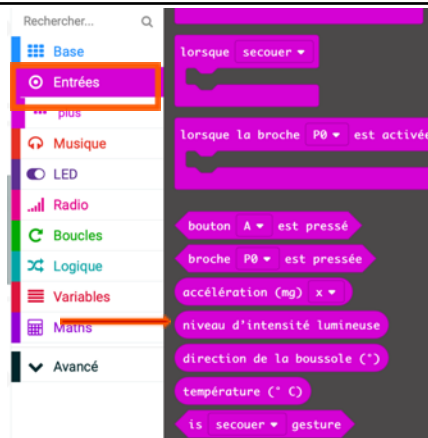 Rechercher...
Base
Entrées
plus
Musique
LED
Radio
Boucles
Logique
Variables
Maths
Avancé
lorsque secouer
lorsque la broche P0 est activée
bouton A est pressé
broche P0 est pressée
accélération (mg) x
niveau d'intensité lumineuse
direction de la boussole (°)
température (° C)
is secouer gesture